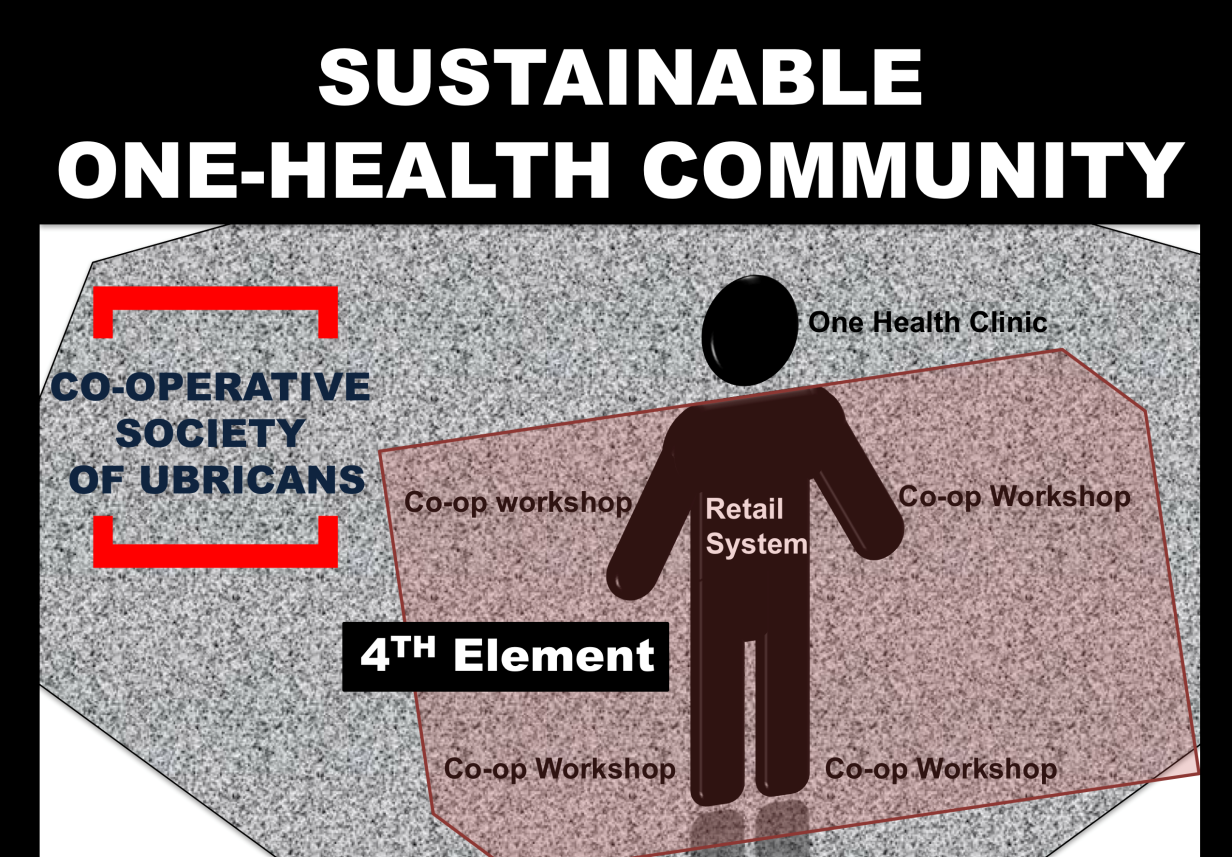 SUSTAINABLE
ONE-HEALTH COMMUNITY
One Health Clinic
CO-OPERATIVE
SOCIETY
OF UBRICANS
Co-op workshop
Retail
System
Co-op Workshop
4TH Element
Co-op Workshop
Co-op Workshop